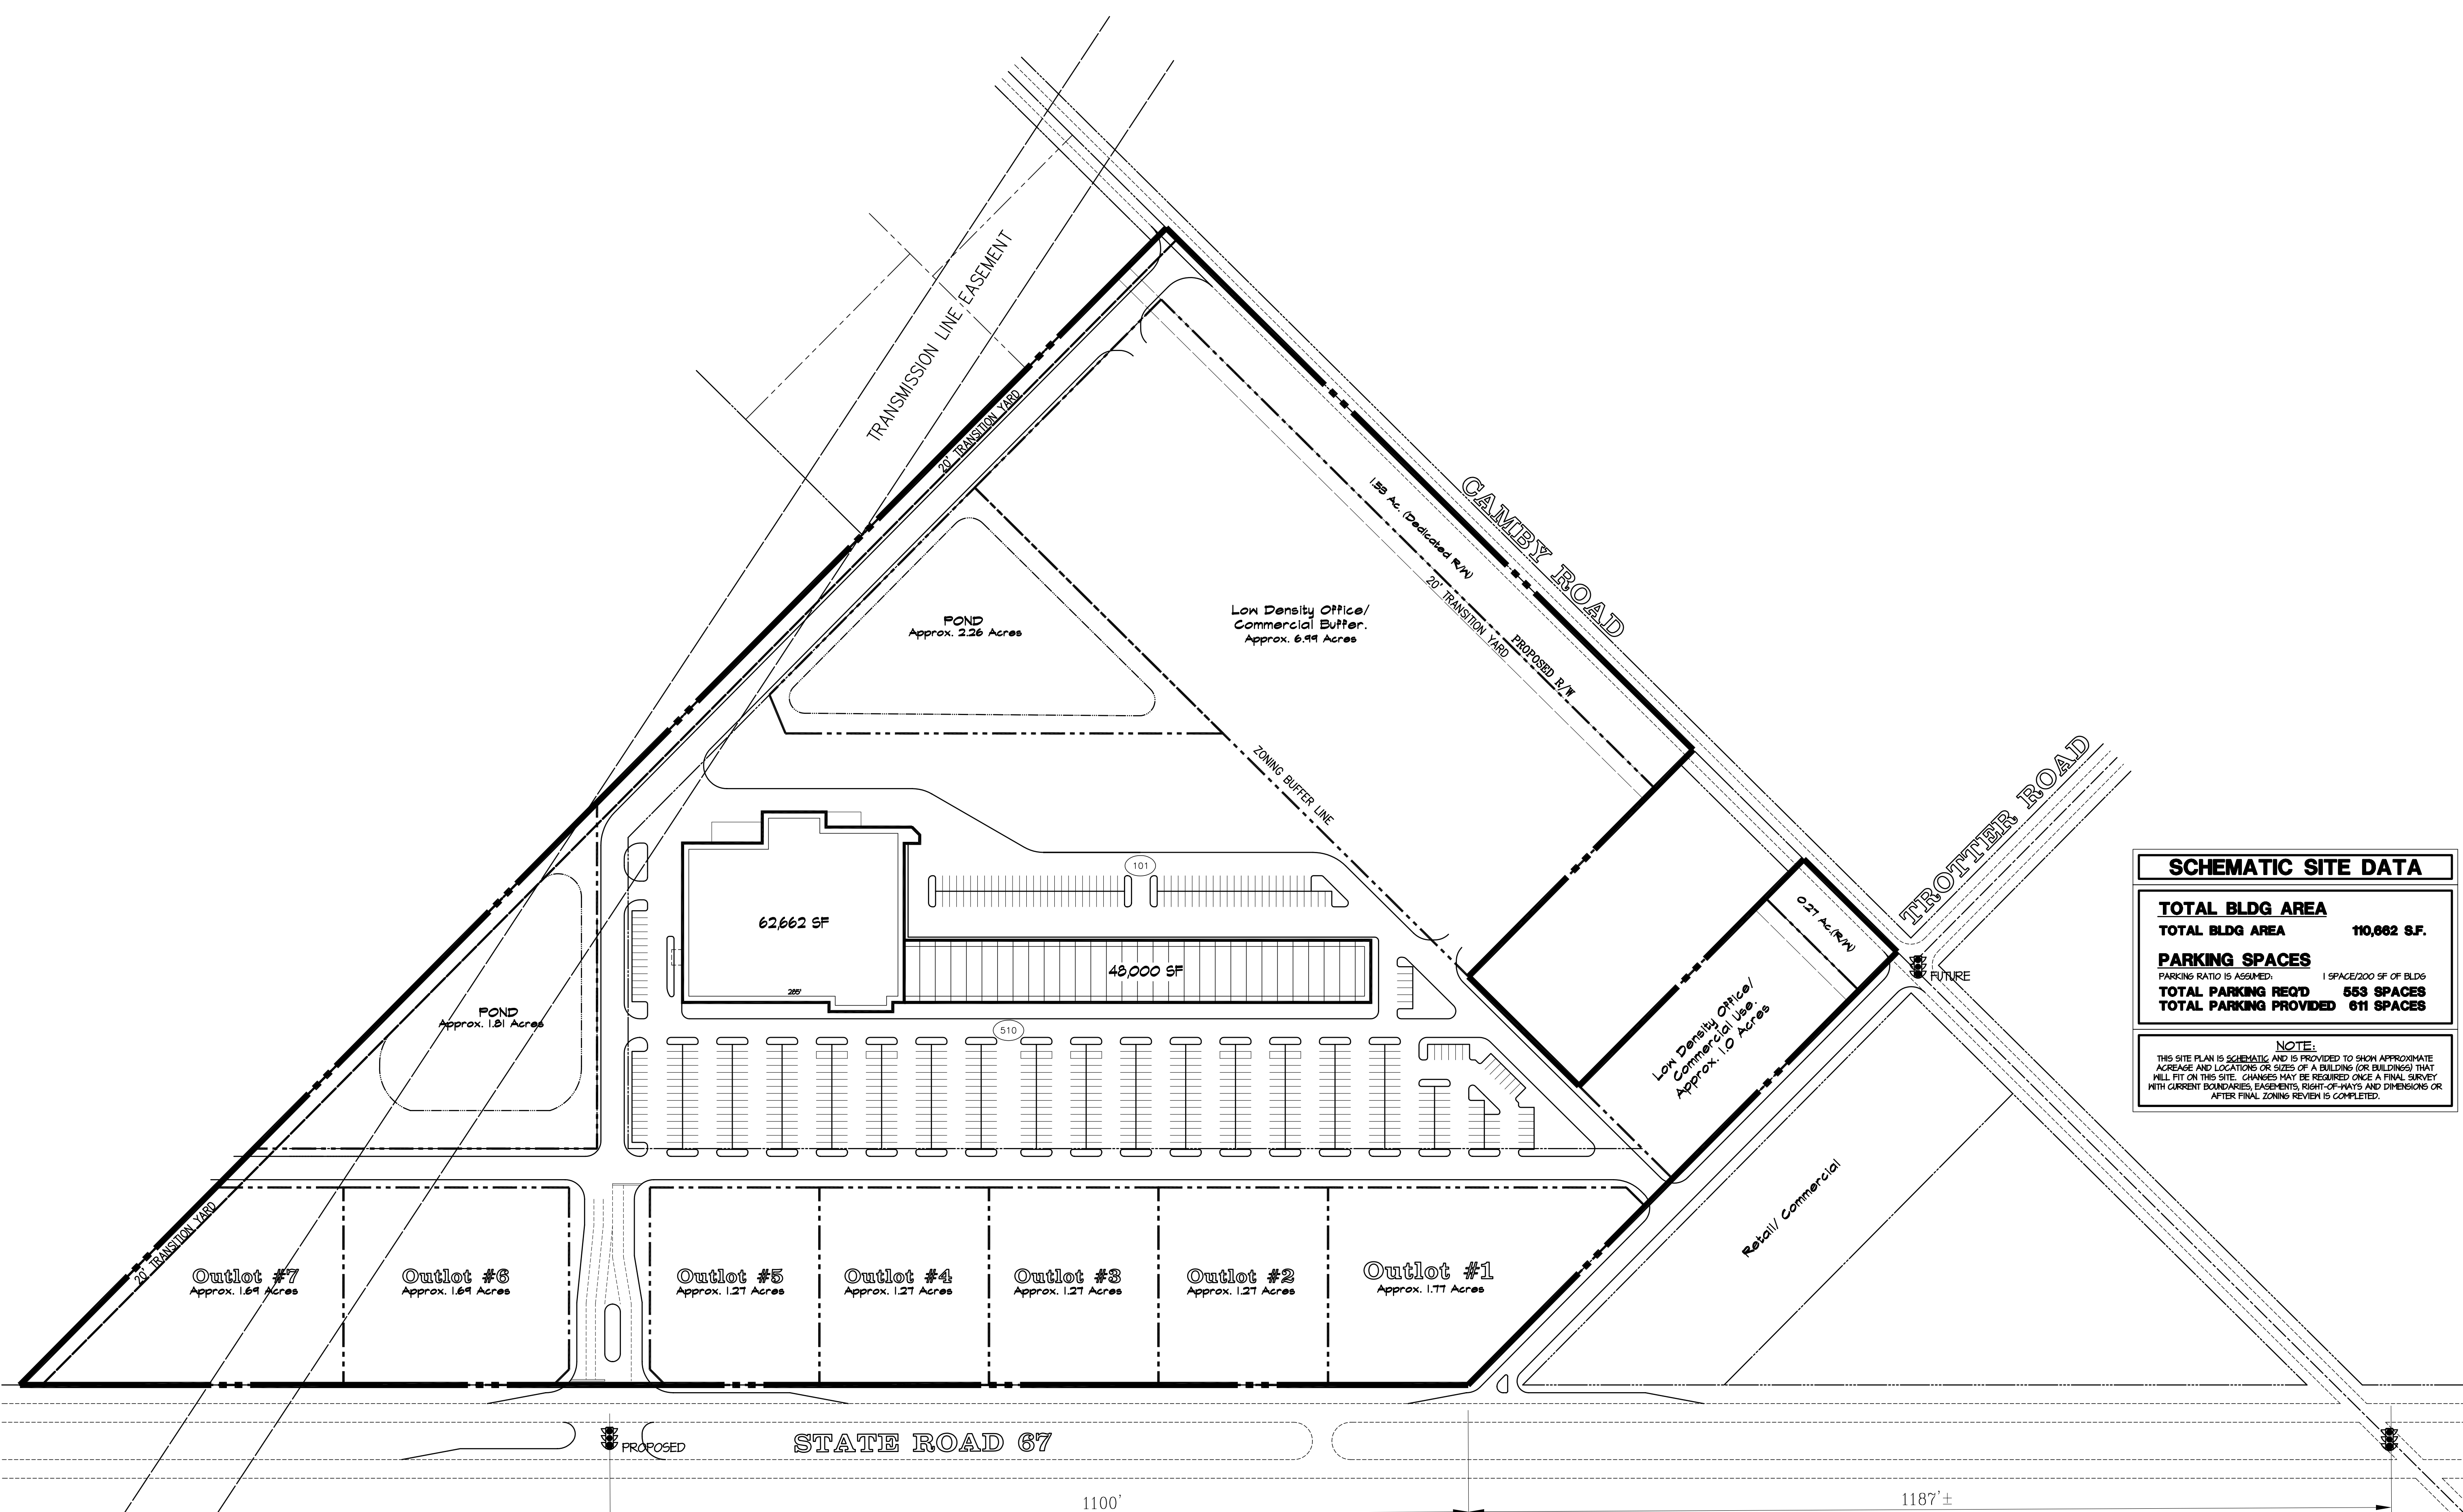 TRANSMISSION LINE EASEMENT
20' TRANSITION YARD
CAMBY ROAD
1.58 Ac. (Dedicated R/W)
20' TRANSITION YARD
PROPOSED R/W
POND
Approx. 2.26 Acres
Low Density Office/
Commercial Buffer.
Approx. 6.99 Acres
ZONING BUFFER LINE
TROTTER ROAD
FUTURE
0.27 Ac.(R/W)
Low Density Office/
Commercial Use.
Approx. 1.0 Acres
101
62,662 SF
265'
48,000 SF
510
POND
Approx. 1.81 Acres
Retail/ Commercial
20' TRANSITION YARD
Outlot #7
Approx. 1.69 Acres
Outlot #6
Approx. 1.69 Acres
Outlot #5
Approx. 1.27 Acres
Outlot #4
Approx. 1.27 Acres
Outlot #3
Approx. 1.27 Acres
Outlot #2
Approx. 1.27 Acres
Outlot #1
Approx. 1.77 Acres
PROPOSED
STATE ROAD 67
1100'
1187'±
SCHEMATIC SITE DATA
TOTAL BLDG AREA
TOTAL BLDG AREA 110,662 S.F.
PARKING SPACES
PARKING RATIO IS ASSUMED: 1 SPACE/200 SF OF BLDG
TOTAL PARKING REQ'D 553 SPACES
TOTAL PARKING PROVIDED 611 SPACES
NOTE:
THIS SITE PLAN IS SCHEMATIC AND IS PROVIDED TO SHOW APPROXIMATE
ACREAGE AND LOCATIONS OR SIZES OF A BUILDING (OR BUILDINGS) THAT
WILL FIT ON THIS SITE. CHANGES MAY BE REQUIRED ONCE A FINAL SURVEY
WITH CURRENT BOUNDARIES, EASEMENTS, RIGHT-OF-WAYS AND DIMENSIONS OR
AFTER FINAL ZONING REVIEW IS COMPLETED.